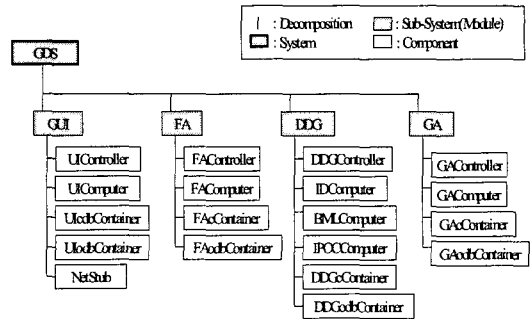 / : Decomposition
: Sub-System(Module)
: System
: Component
GDS
GUI
FA
DDG
GA
UIController
UIComputer
UIcdbContainer
UIodbContainer
NetStub
FAController
FAComputer
FAcContainer
FAodbContainer
DDGController
IDComputer
BMLComputer
IPOCComputer
DDGcContainer
DDGodbContainer
GAController
GAComputer
GAcContainer
GAodbContainer